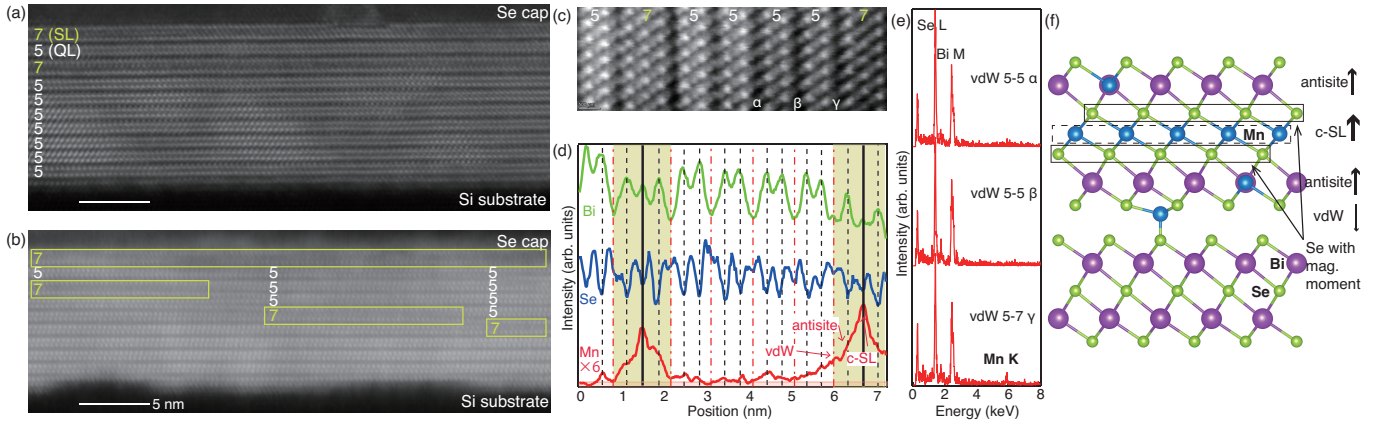 (a)
Se cap
7 (SL)
5 (QL)
7
5
5
5
5
5
5
5
5
Si substrate
(b)
Se cap
7
5
7
5
5
5
5
7
5
5
5
7
Si substrate
5 nm
(c)
5 7 5 5 5 5 7
α β γ
(d)
Intensity (arb. units)
Bi
Se
Mn
×6
antisite
vdW
c-SL
0 1 2 3 4 5 6 7
Position (nm)
(e)
Se L
Bi M
vdW 5-5 α
vdW 5-5 β
vdW 5-7 γ
Mn K
Intensity (arb. units)
0 2 4 6 8
Energy (keV)
(f)
antisite
Mn
c-SL
antisite
vdW
Bi
Se
Se with
mag.
moment